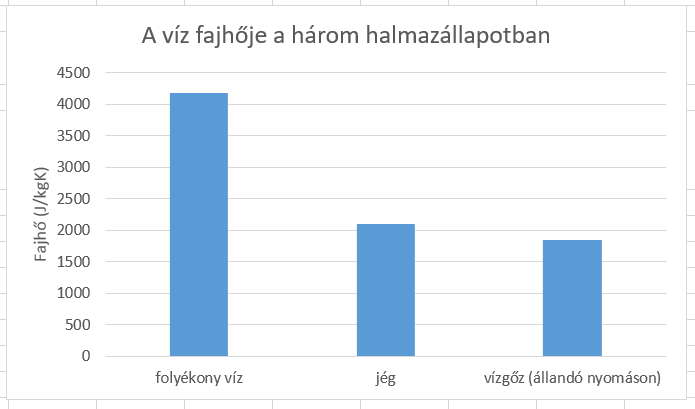 A víz fajhője a három halmazállapotban
4500
4000
3500
3000
2500
2000
1500
1000
500
0
Fajhő (J/kgK)
folyékony víz
jég
vízgőz (állandó nyomáson)